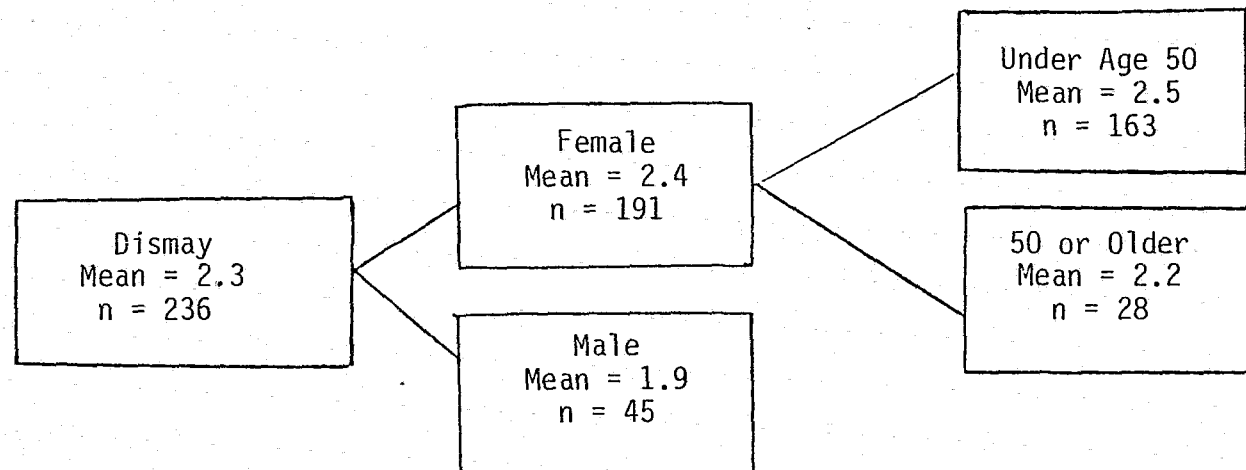 Dismay
Mean = 2.3
n = 236
Female
Mean = 2.4
n = 191
Male
Mean = 1.9
n = 45
Under Age 50
Mean = 2.5
n = 163
50 or Older
Mean = 2.2
n = 28